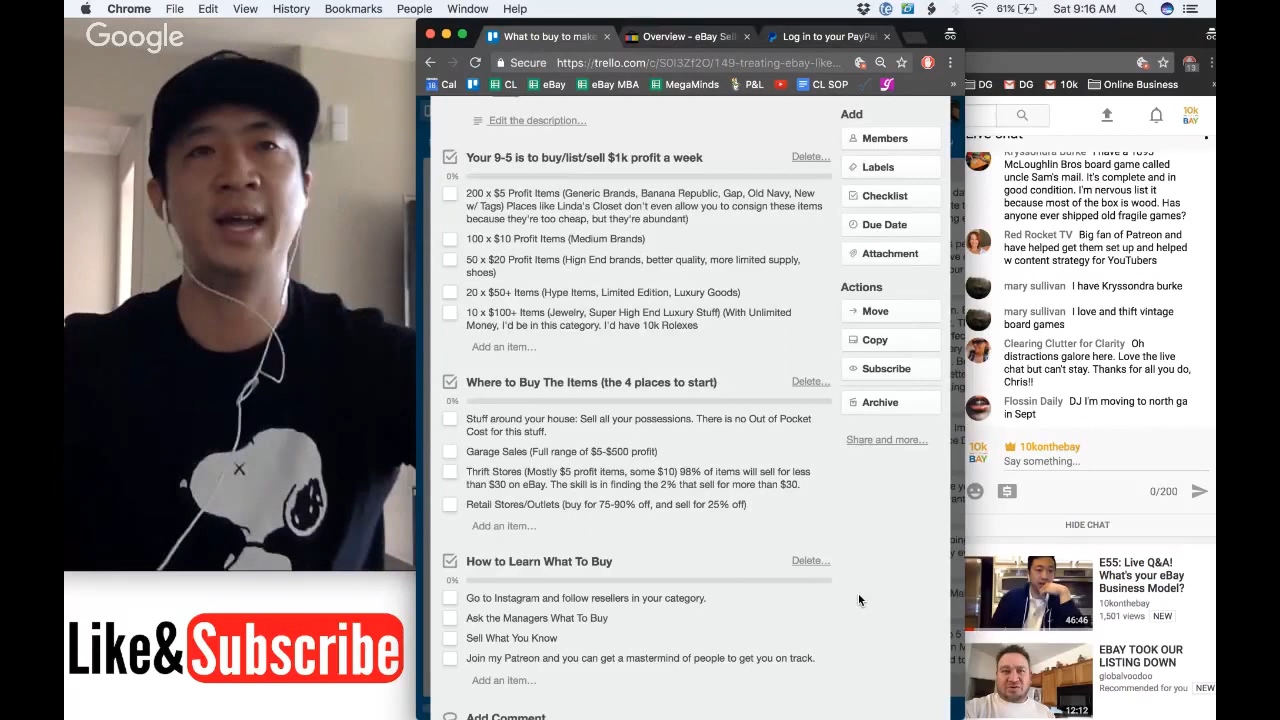 Chrome File Edit View History Bookmarks People Window Help
61% Sat 9:16 AM
Google
What to buy to make
Overview - eBay Sell
Log in to your PayPa
Secure https://trello.com/c/S0I3Zf2O/149-treating-ebay-like...
Cal CL eBay eBay MBA MegaMinds P&L CL SOP »
DG DG 10k Online Business »
13
Edit the description...
Your 9-5 is to buy/list/sell $1k profit a week
Delete...
0%
200 x $5 Profit Items (Generic Brands, Banana Republic, Gap, Old Navy, New
w/ Tags) Places like Linda's Closet don't even allow you to consign these items
because they're too cheap, but they're abundant)
100 x $10 Profit Items (Medium Brands)
50 x $20 Profit Items (Hign End brands, better quality, more limited supply,
shoes)
20 x $50+ Items (Hype Items, Limited Edition, Luxury Goods)
10 x $100+ Items (Jewelry, Super High End Luxury Stuff) (With Unlimited
Money, I'd be in this category. I'd have 10k Rolexes
Add an item...
Where to Buy The Items (the 4 places to start)
Delete...
0%
Stuff around your house: Sell all your possessions. There is no Out of Pocket
Cost for this stuff.
Garage Sales (Full range of $5-$500 profit)
Thrift Stores (Mostly $5 profit items, some $10) 98% of items will sell for less
than $30 on eBay. The skill is in finding the 2% that sell for more than $30.
Retail Stores/Outlets (buy for 75-90% off, and sell for 25% off)
Add an item...
How to Learn What To Buy
Delete...
0%
Go to Instagram and follow resellers in your category.
Ask the Managers What To Buy
Sell What You Know
Join my Patreon and you can get a mastermind of people to get you on track.
Add an item...
Add Comment
Add
Members
Labels
Checklist
Due Date
Attachment
Actions
Move
Copy
Subscribe
Archive
Share and more...
10k
BAY
Live chat
Kryssondra Burke I have a 1895
McLoughlin Bros board game called
uncle Sam's mail. It's complete and in
good condition. I'm nervous list it
because most of the box is wood. Has
anyone ever shipped old fragile games?
Red Rocket TV Big fan of Patreon and
have helped get them set up and helped
w content strategy for YouTubers
mary sullivan I have Kryssondra burke
mary sullivan I love and thrift vintage
board games
Clearing Clutter for Clarity Oh
distractions galore here. Love the live
chat but can't stay. Thanks for all you do,
Chris!!
Flossin Daily DJ I'm moving to north ga
in Sept
10k
BAY
10konthebay
Say something...
0/200
HIDE CHAT
E55: Live Q&A!
What's your eBay
Business Model?
10konthebay
1,501 views NEW
46:46
EBAY TOOK OUR
LISTING DOWN
globalvoodoo
Recommended for you NEW
12:12
Like&Subscribe